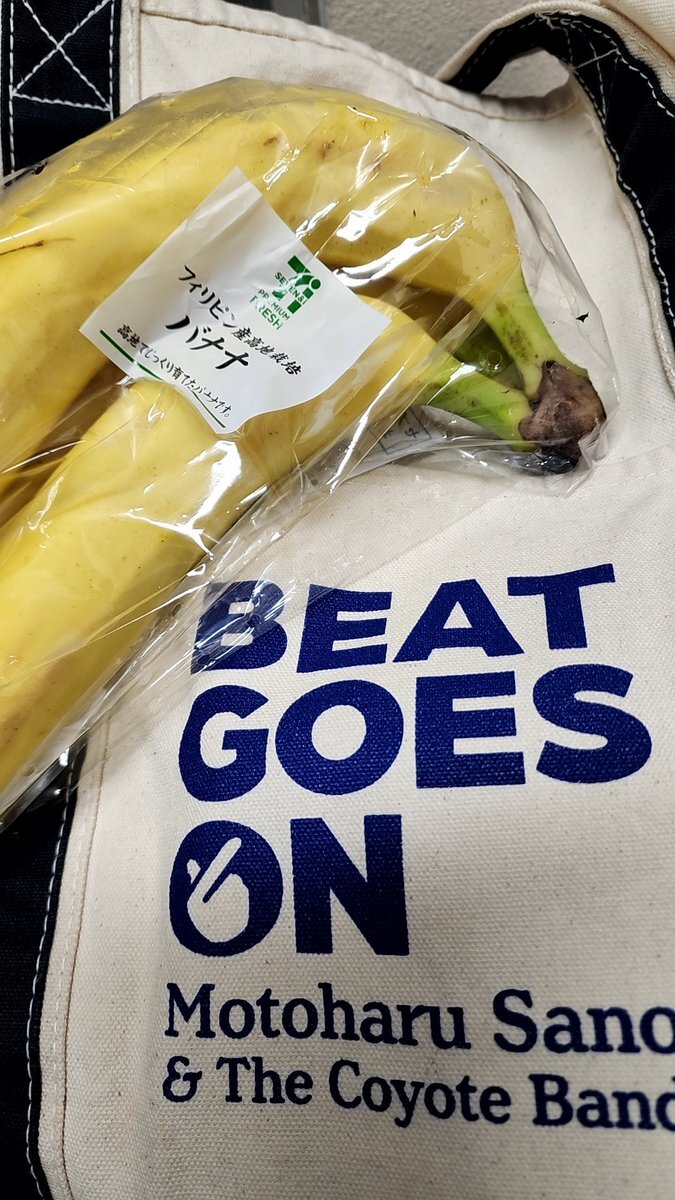 7i
SEVEN&i
PREMIUM
FRESH
フィリピン産高地栽培
バナナ
高地でじっくり育てたバナナです。
BEAT
GOES
ON
Motoharu Sano
& The Coyote Band